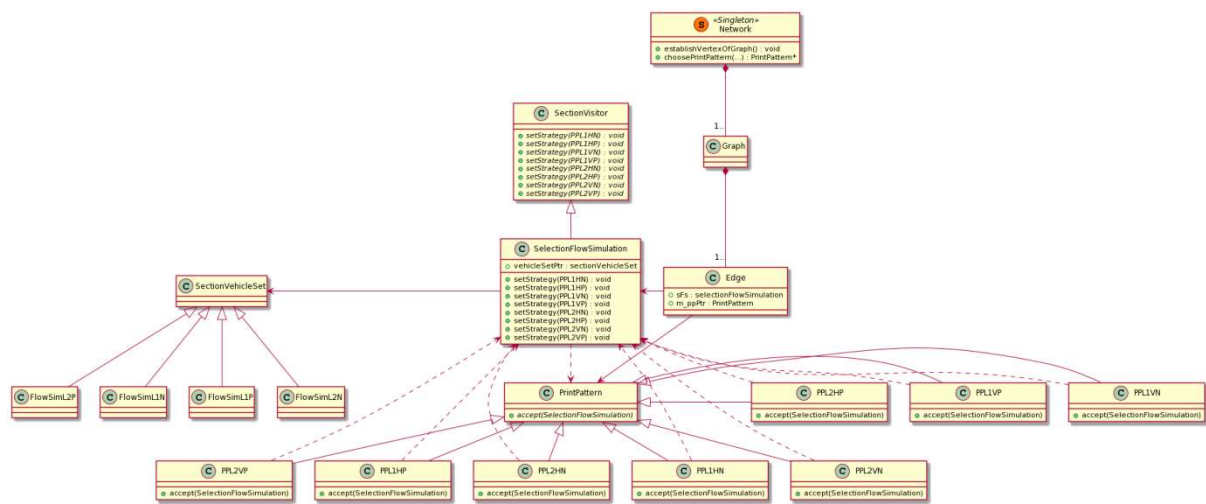 S «Singleton»
Network
establishVertexOfGraph() : void
choosePrintPattern(...) : PrintPattern*
C SectionVisitor
setStrategy(PPL1HN) : void
setStrategy(PPL1HP) : void
setStrategy(PPL1VN) : void
setStrategy(PPL1VP) : void
setStrategy(PPL2HN) : void
setStrategy(PPL2HP) : void
setStrategy(PPL2VN) : void
setStrategy(PPL2VP) : void
1..
C Graph
1..
C SelectionFlowSimulation
vehicleSetPtr : sectionVehicleSet
setStrategy(PPL1HN) : void
setStrategy(PPL1HP) : void
setStrategy(PPL1VN) : void
setStrategy(PPL1VP) : void
setStrategy(PPL2HN) : void
setStrategy(PPL2HP) : void
setStrategy(PPL2VN) : void
setStrategy(PPL2VP) : void
C Edge
sFs : selectionFlowSimulation
m_ppPtr : PrintPattern
C SectionVehicleSet
C FlowSimL2P
C FlowSimL1N
C FlowSimL1P
C FlowSimL2N
C PrintPattern
accept(SelectionFlowSimulation)
C PPL2HP
accept(SelectionFlowSimulation)
C PPL1VP
accept(SelectionFlowSimulation)
C PPL1VN
accept(SelectionFlowSimulation)
C PPL2VP
accept(SelectionFlowSimulation)
C PPL1HP
accept(SelectionFlowSimulation)
C PPL2HN
accept(SelectionFlowSimulation)
C PPL1HN
accept(SelectionFlowSimulation)
C PPL2VN
accept(SelectionFlowSimulation)